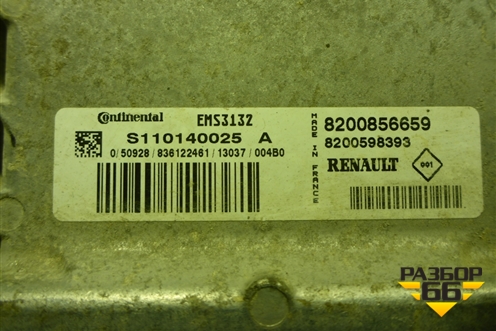 Continental
EMS3132
S110140025 A
0/50928/836122461/13037/004B0
MADE IN FRANCE
8200856659
8200598393
RENAULT
001
РАЗБОР
66